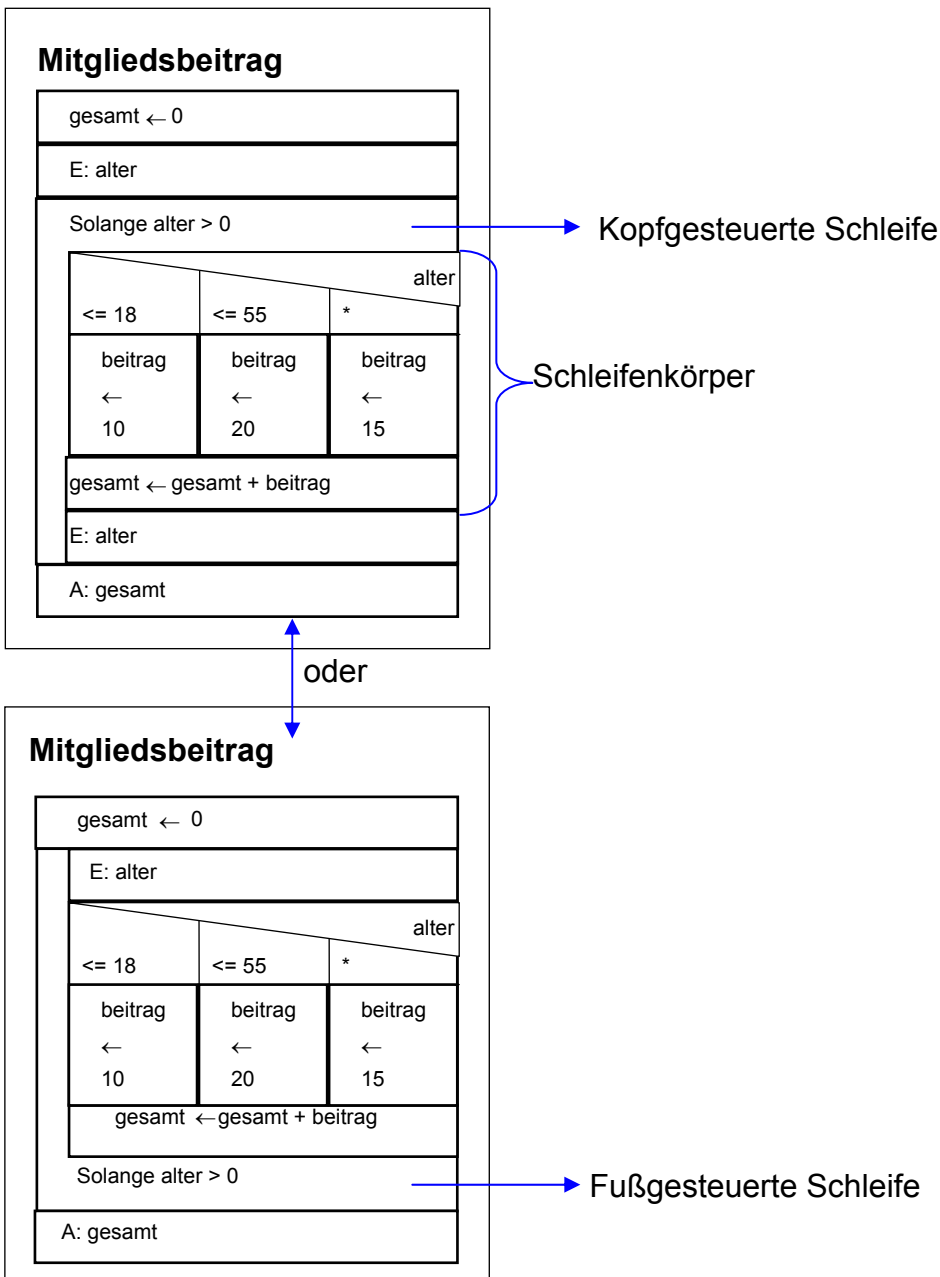 Mitgliedsbeitrag
gesamt ← 0
E: alter
Solange alter > 0
Kopfgesteuerte Schleife
alter
<= 18 <= 55 *
beitrag beitrag beitrag
← ← ←
10 20 15
Schleifenkörper
gesamt ← gesamt + beitrag
E: alter
A: gesamt
oder
Mitgliedsbeitrag
gesamt ← 0
E: alter
alter
<= 18 <= 55 *
beitrag beitrag beitrag
← ← ←
10 20 15
gesamt ←gesamt + beitrag
Solange alter > 0
Fußgesteuerte Schleife
A: gesamt